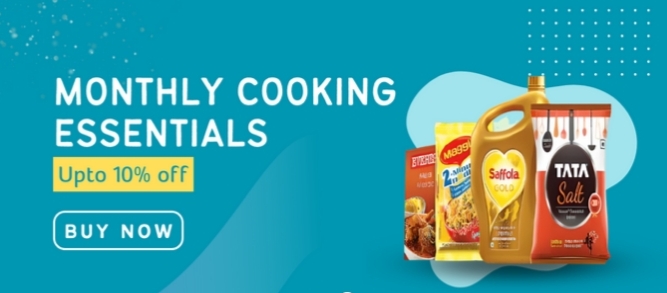 MONTHLY COOKING
ESSENTIALS
Upto 10% off
BUY NOW
EVEREST
Maggi
2-Minute
Saffola
GOLD
TATA
Salt